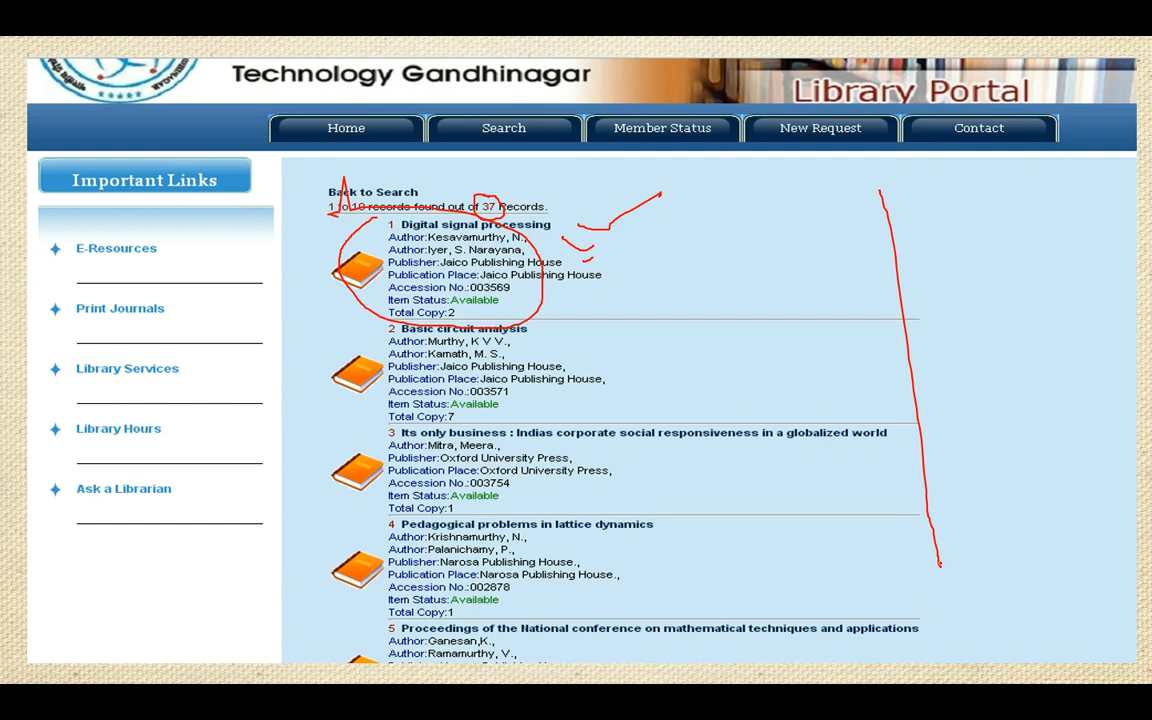 Technology Gandhinagar
Library Portal
Home
Search
Member Status
New Request
Contact
Important Links
E-Resources
Print Journals
Library Services
Library Hours
Ask a Librarian
Back to Search
1 to 10 records found out of 37 Records.
1 Digital signal processing
Author:Kesavamurthy, N.,
Author:Iyer, S. Narayana,
Publisher:Jaico Publishing House
Publication Place:Jaico Publishing House
Accession No.:003569
Item Status:Available
Total Copy:2
2 Basic circuit analysis
Author:Murthy, K V V.,
Author:Kamath, M. S.,
Publisher:Jaico Publishing House,
Publication Place:Jaico Publishing House,
Accession No.:003571
Item Status:Available
Total Copy:7
3 Its only business : Indias corporate social responsiveness in a globalized world
Author:Mitra, Meera.,
Publisher:Oxford University Press,
Publication Place:Oxford University Press,
Accession No.:003754
Item Status:Available
Total Copy:1
4 Pedagogical problems in lattice dynamics
Author:Krishnamurthy, N.,
Author:Palanichamy, P.,
Publisher:Narosa Publishing House.,
Publication Place:Narosa Publishing House.,
Accession No.:002878
Item Status:Available
Total Copy:1
5 Proceedings of the National conference on mathematical techniques and applications
Author:Ganesan,K.,
Author:Ramamurthy, V.,